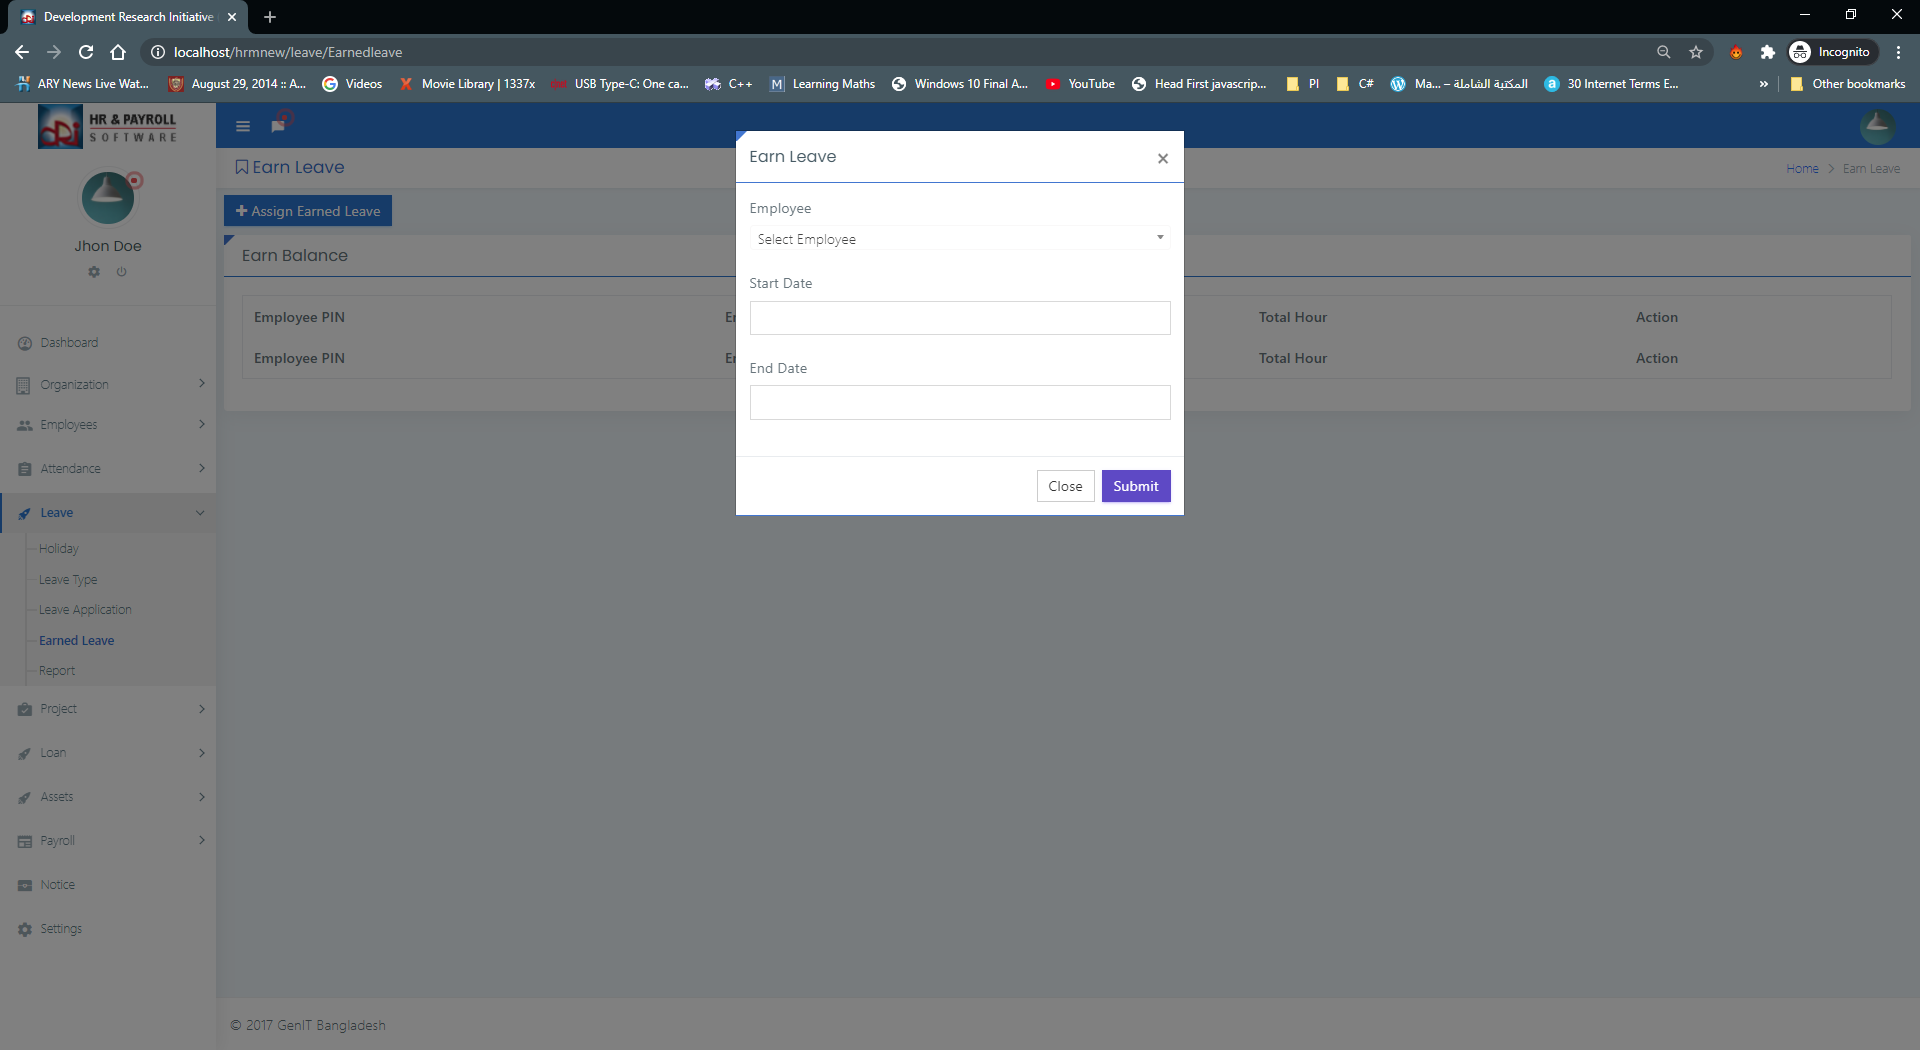 Development Research Initiative
localhost/hrmnew/leave/Earnedleave
Incognito
ARY News Live Wat...
August 29, 2014 :: A...
Videos
Movie Library | 1337x
USB Type-C: One ca...
C++
Learning Maths
Windows 10 Final A...
YouTube
Head First javascrip...
PI
C#
Ma... – المكتبة الشاملة
30 Internet Terms E...
»
Other bookmarks
HR & PAYROLL
SOFTWARE
Jhon Doe
Dashboard
Organization
Employees
Attendance
Leave
Holiday
Leave Type
Leave Application
Earned Leave
Report
Project
Loan
Assets
Payroll
Notice
Settings
Earn Leave
Home > Earn Leave
Assign Earned Leave
Earn Balance
Employee PIN Total Hour Action
Employee PIN Total Hour Action
Earn Leave
×
Employee
Select Employee
Start Date
End Date
Close
Submit
© 2017 GenIT Bangladesh